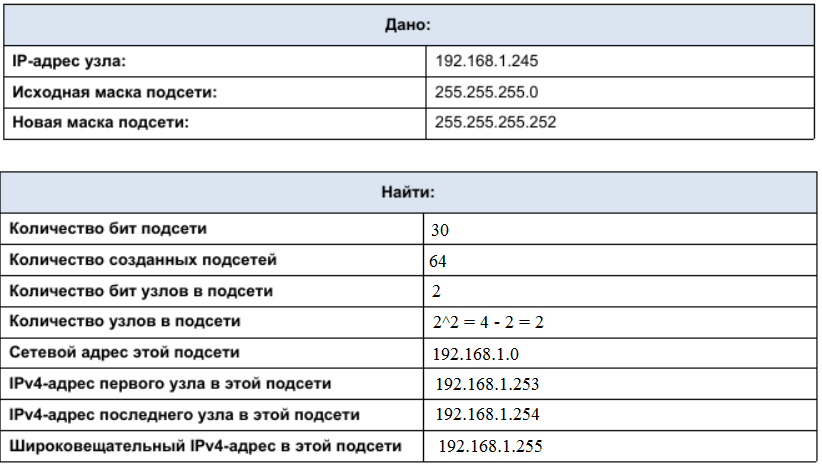 Дано:
IP-адрес узла: 192.168.1.245
Исходная маска подсети: 255.255.255.0
Новая маска подсети: 255.255.255.252
Найти:
Количество бит подсети 30
Количество созданных подсетей 64
Количество бит узлов в подсети 2
Количество узлов в подсети 2^2 = 4 - 2 = 2
Сетевой адрес этой подсети 192.168.1.0
IPv4-адрес первого узла в этой подсети 192.168.1.253
IPv4-адрес последнего узла в этой подсети 192.168.1.254
Широковещательный IPv4-адрес в этой подсети 192.168.1.255